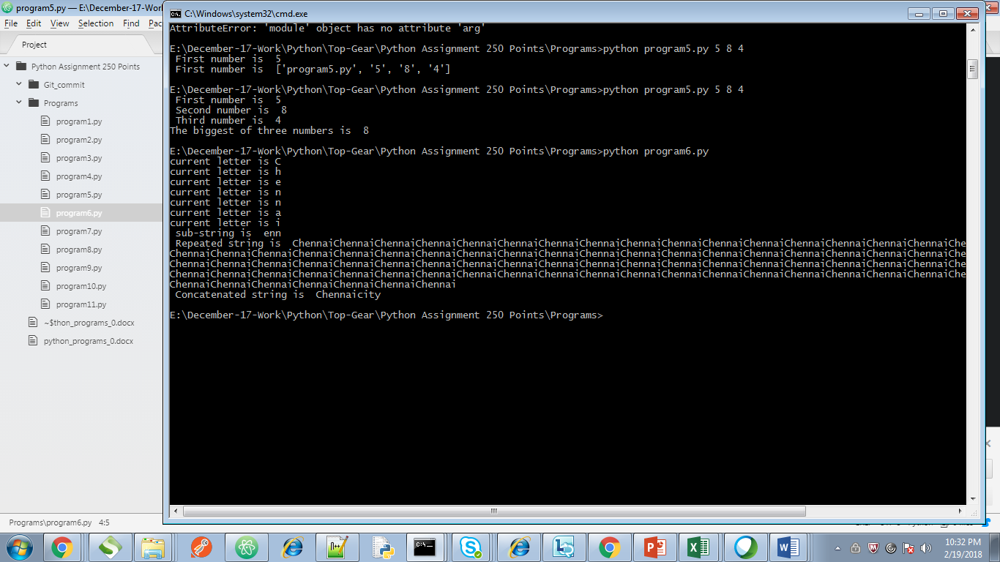 program5.py — E:\December-17-Work
File Edit View Selection Find Pac
Project
Python Assignment 250 Points
Git_commit
Programs
program1.py
program2.py
program3.py
program4.py
program5.py
program6.py
program7.py
program8.py
program9.py
program10.py
program11.py
~$thon_programs_0.docx
python_programs_0.docx
Programs\program6.py 4:5
C:\Windows\system32\cmd.exe
AttributeError: 'module' object has no attribute 'arg'
E:\December-17-Work\Python\Top-Gear\Python Assignment 250 Points\Programs>python program5.py 5 8 4
First number is 5
First number is ['program5.py', '5', '8', '4']
E:\December-17-Work\Python\Top-Gear\Python Assignment 250 Points\Programs>python program5.py 5 8 4
First number is 5
Second number is 8
Third number is 4
The biggest of three numbers is 8
E:\December-17-Work\Python\Top-Gear\Python Assignment 250 Points\Programs>python program6.py
current letter is C
current letter is h
current letter is e
current letter is n
current letter is n
current letter is a
current letter is i
sub-string is enn
Repeated string is ChennaiChennaiChennaiChennaiChennaiChennaiChennaiChennaiChennaiChennaiChennaiChennaiChennaiChennaiChennaiChennaiChe
ChennaiChennaiChennaiChennaiChennaiChennaiChennaiChennaiChennaiChennaiChennaiChennaiChennaiChennaiChennaiChennaiChennaiChennaiChennaiChe
ChennaiChennaiChennaiChennaiChennaiChennaiChennaiChennaiChennaiChennaiChennaiChennaiChennaiChennaiChennaiChennaiChennaiChennaiChennaiChe
ChennaiChennaiChennaiChennaiChennaiChennaiChennaiChennaiChennaiChennaiChennaiChennaiChennaiChennaiChennaiChennaiChennaiChennaiChennaiChe
ChennaiChennaiChennaiChennaiChennaiChennaiChennai
Concatenated string is Chennaicity
E:\December-17-Work\Python\Top-Gear\Python Assignment 250 Points\Programs>
10:32 PM
2/19/2018